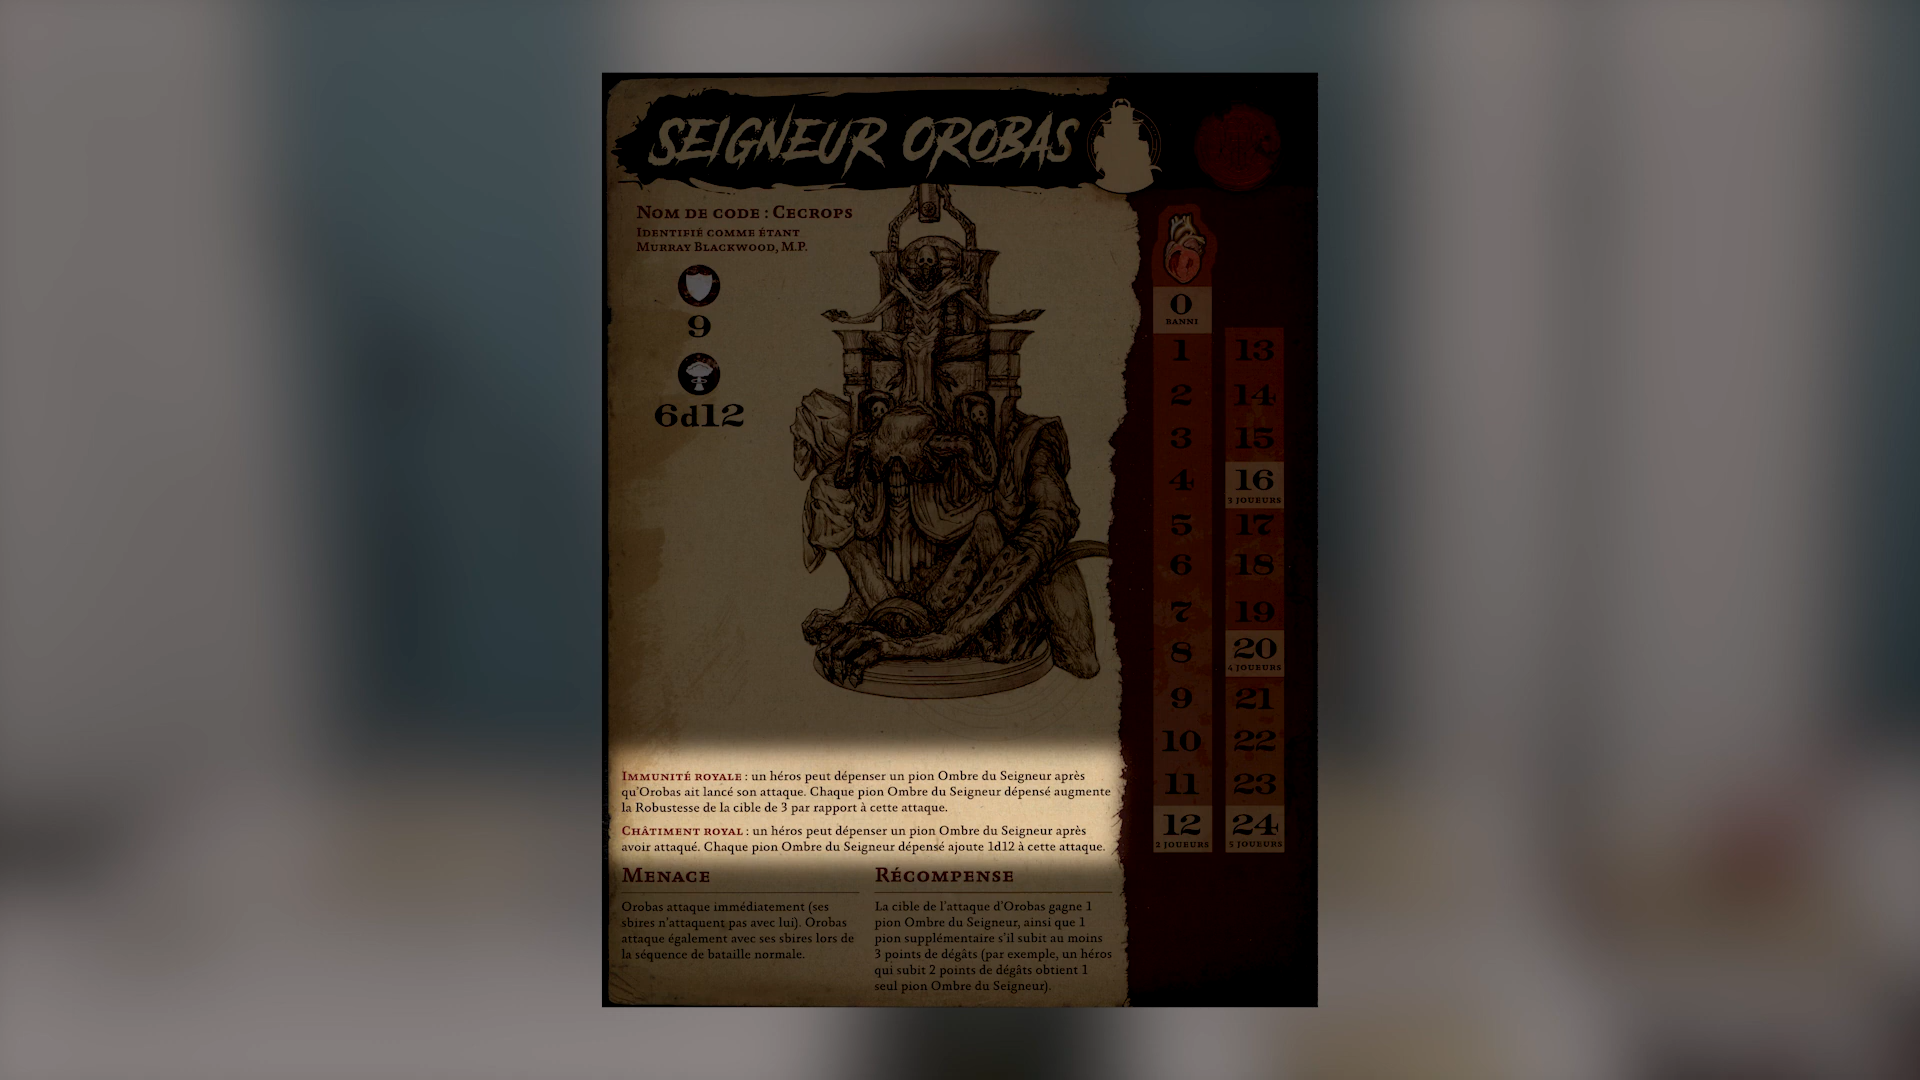 SEIGNEUR OROBAS
NOM DE CODE : CECROPS
IDENTIFIÉ COMME ÉTANT
MURRAY BLACKWOOD, M.P.
9
6d12
0
BANNI
1
2
3
4
5
6
7
8
9
10
11
12
2 JOUEURS
13
14
15
16
3 JOUEURS
17
18
19
20
4 JOUEURS
21
22
23
24
5 JOUEURS
IMMUNITÉ ROYALE : un héros peut dépenser un pion Ombre du Seigneur après
qu'Orobas ait lancé son attaque. Chaque pion Ombre du Seigneur dépensé augmente
la Robustesse de la cible de 3 par rapport à cette attaque.
CHÂTIMENT ROYAL : un héros peut dépenser un pion Ombre du Seigneur après
avoir attaqué. Chaque pion Ombre du Seigneur dépensé ajoute 1d12 à cette attaque.
MENACE
Orobas attaque immédiatement (ses
sbires n'attaquent pas avec lui). Orobas
attaque également avec ses sbires lors de
la séquence de bataille normale.
RÉCOMPENSE
La cible de l'attaque d'Orobas gagne 1
pion Ombre du Seigneur, ainsi que 1
pion supplémentaire s'il subit au moins
3 points de dégâts (par exemple, un héros
qui subit 2 points de dégâts obtient 1
seul pion Ombre du Seigneur).